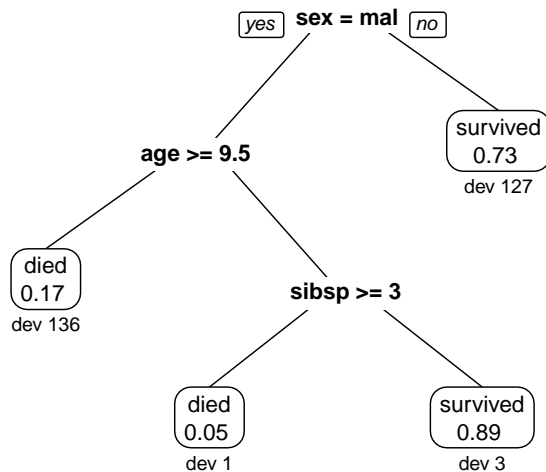 yes sex = mal no
survived
0.73
dev 127
age >= 9.5
died
0.17
dev 136
sibsp >= 3
died
0.05
dev 1
survived
0.89
dev 3